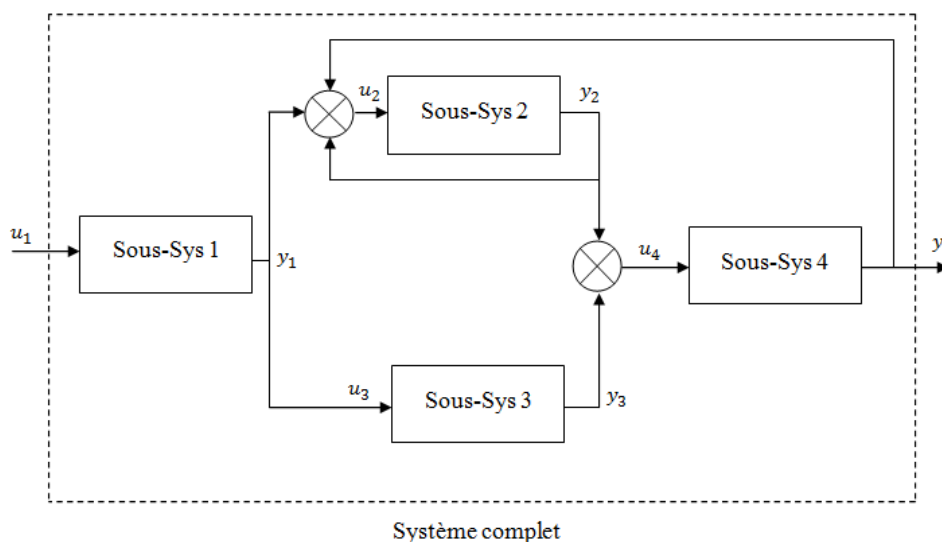 u₂
Sous-Sys 2
y₂
u₁
Sous-Sys 1
y₁
u₄
Sous-Sys 4
y
u₃
Sous-Sys 3
y₃
Système complet